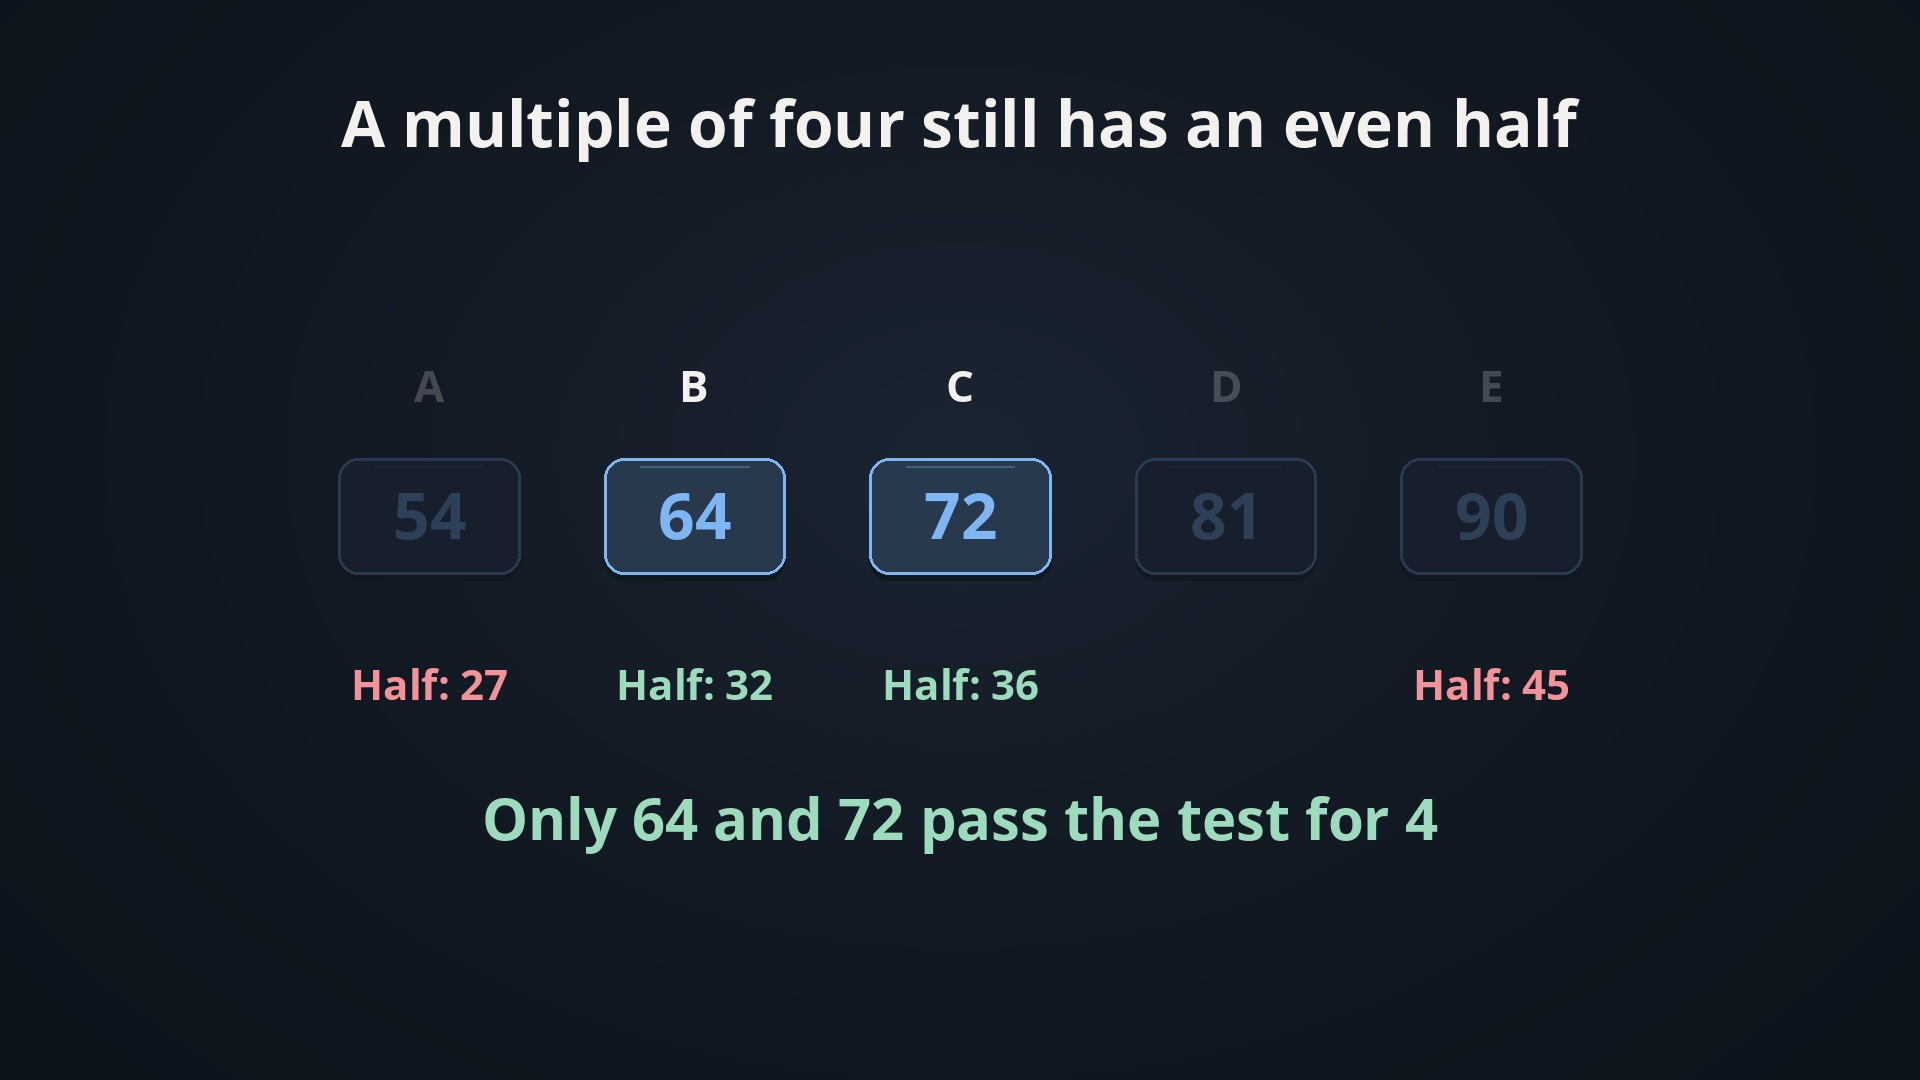 A multiple of four still has an even half
A B C D E
54 64 72 81 90
Half: 27 Half: 32 Half: 36 Half: 45
Only 64 and 72 pass the test for 4